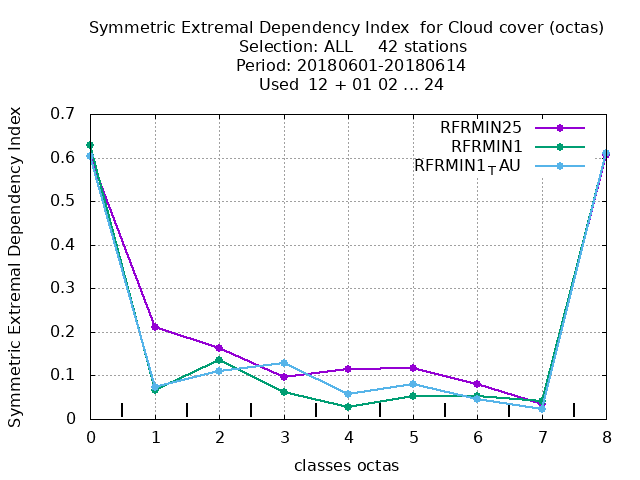 Symmetric Extremal Dependency Index  for Cloud cover (octas)
Selection: ALL     42 stations
Period: 20180601-20180614
Used  12 + 01 02 ... 24
Symmetric Extremal Dependency Index
0.7
0.6
0.5
0.4
0.3
0.2
0.1
0
RFRMIN25
RFRMIN1
RFRMIN1TAU
0 1 2 3 4 5 6 7 8
classes octas